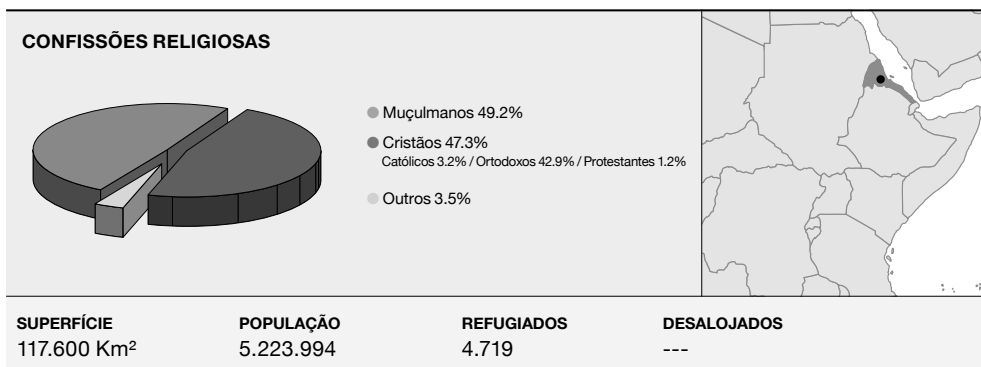 CONFISSÕES RELIGIOSAS
Muçulmanos 49.2%
Cristãos 47.3%
Católicos 3.2% / Ortodoxos 42.9% / Protestantes 1.2%
Outros 3.5%
SUPERFÍCIE
117.600 Km²
POPULAÇÃO
5.223.994
REFUGIADOS
4.719
DESALOJADOS
---